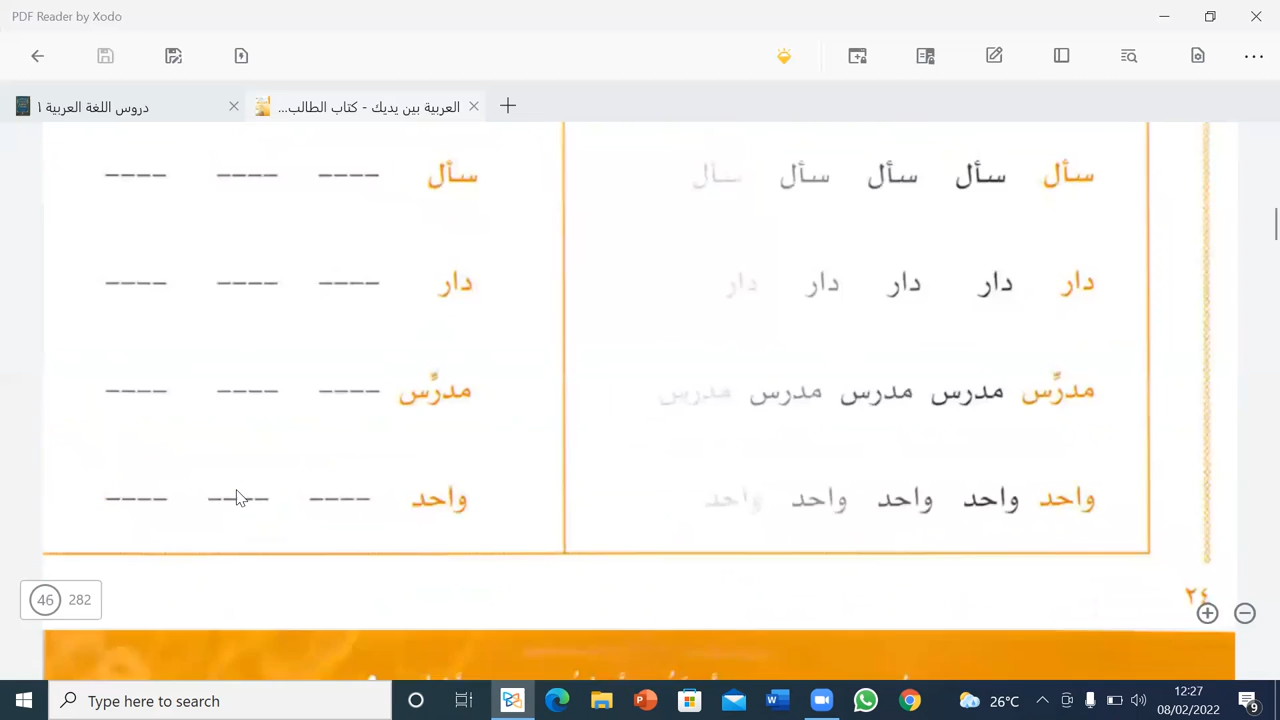 PDF Reader by Xodo
دروس اللغة العربية ١
العربية بين يديك - كتاب الطالب...
سأل سأل سأل سأل سأل
سأل ---- ---- ----
دار دار دار دار دار
دار ---- ---- ----
مدرِّس مدرس مدرس مدرس مدرس
مدرِّس ---- ---- ----
واحد واحد واحد واحد واحد
واحد ---- ---- ----
٢٤
46 282
Type here to search
26°C
12:27
08/02/2022
9